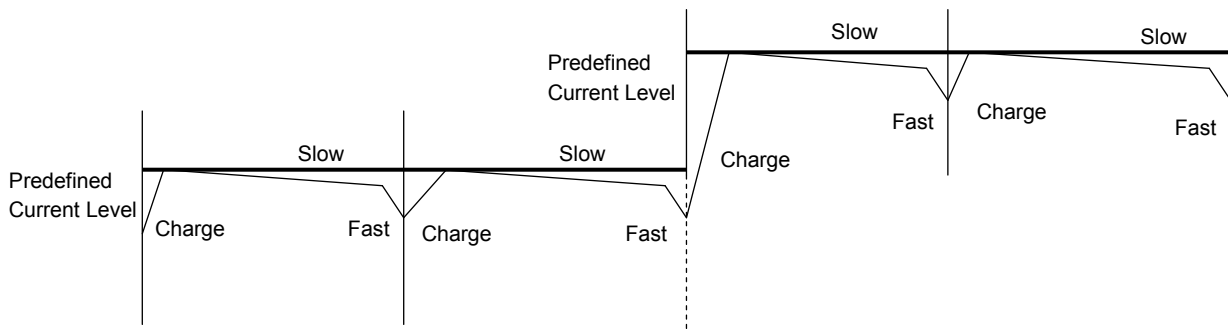 Slow
Slow
Predefined
Current Level
Fast
Charge
Fast
Charge
Slow
Slow
Predefined
Current Level
Charge
Fast
Charge
Fast